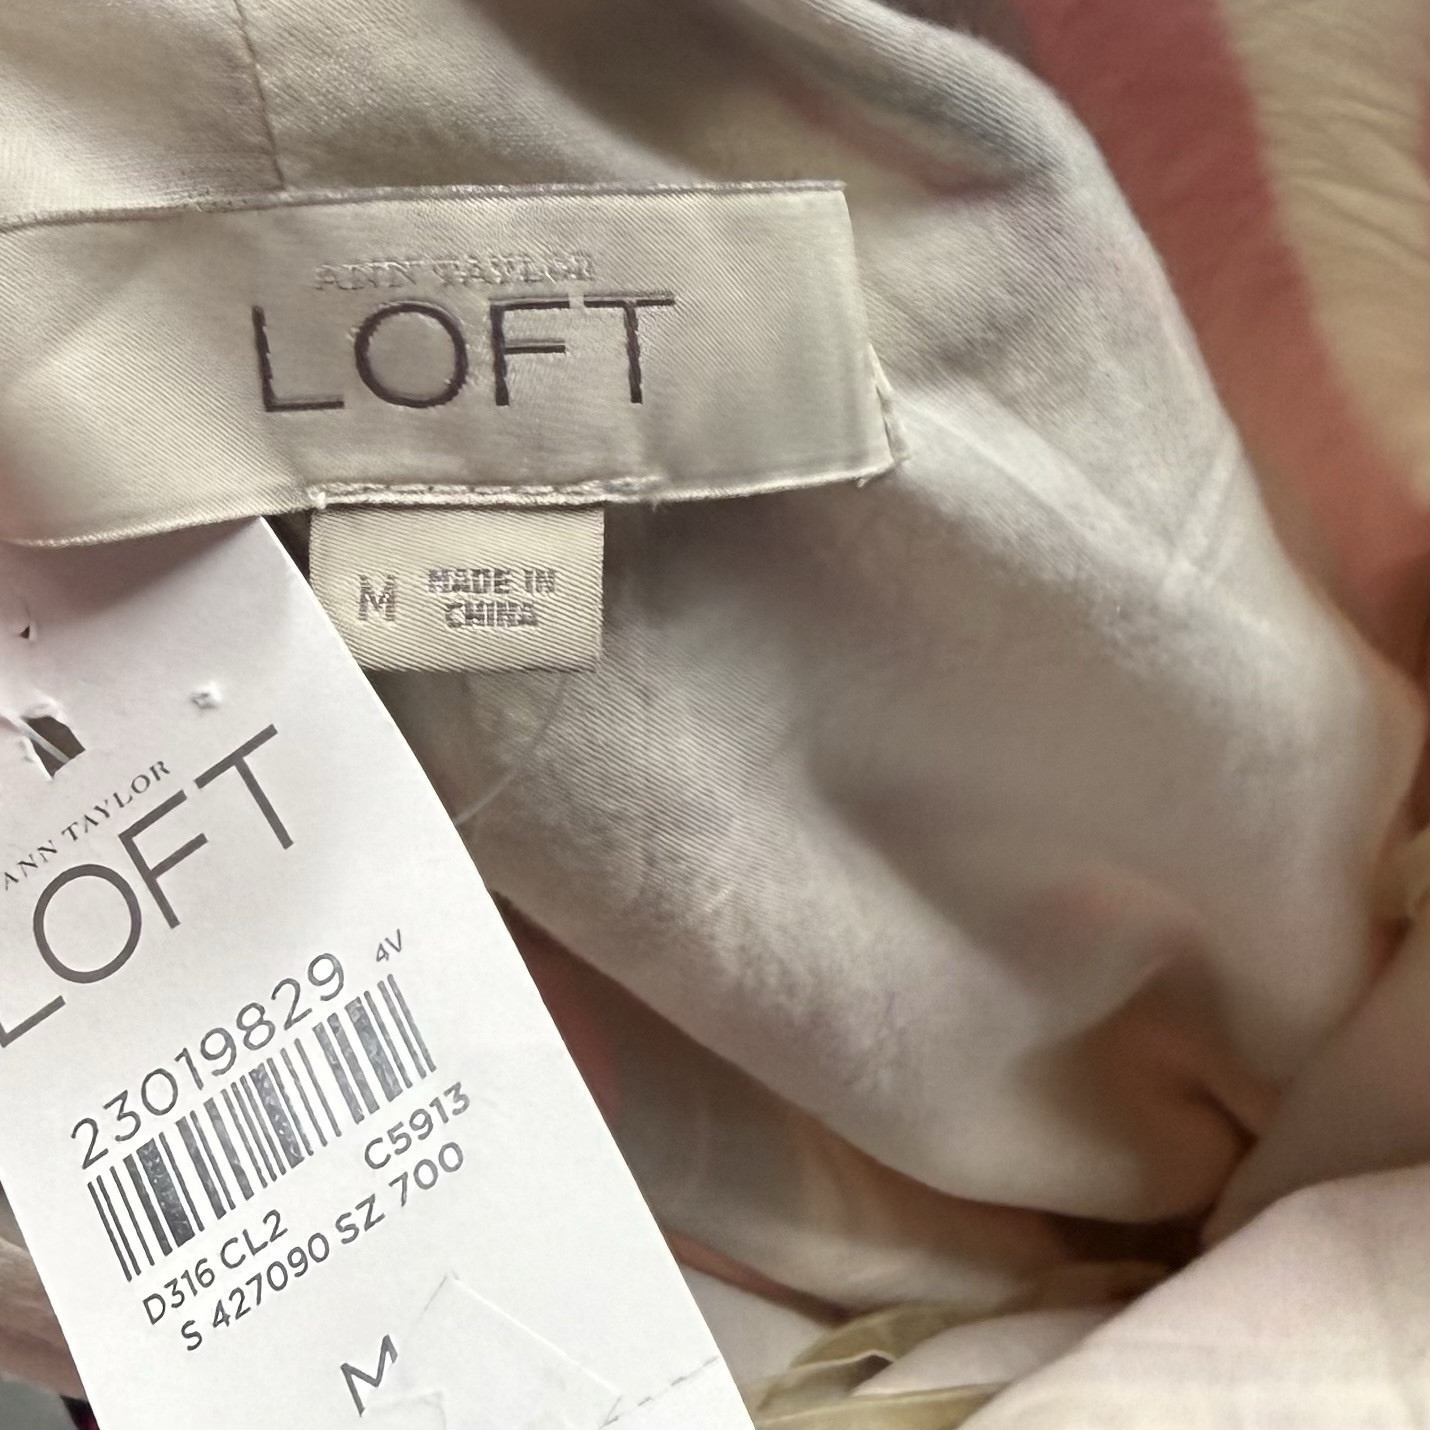 ANN TAYLOR
LOFT
M MADE IN
CHINA
ANN TAYLOR
LOFT
23019829 4V
C5913
D316 CL2
S 427090 SZ 700
M